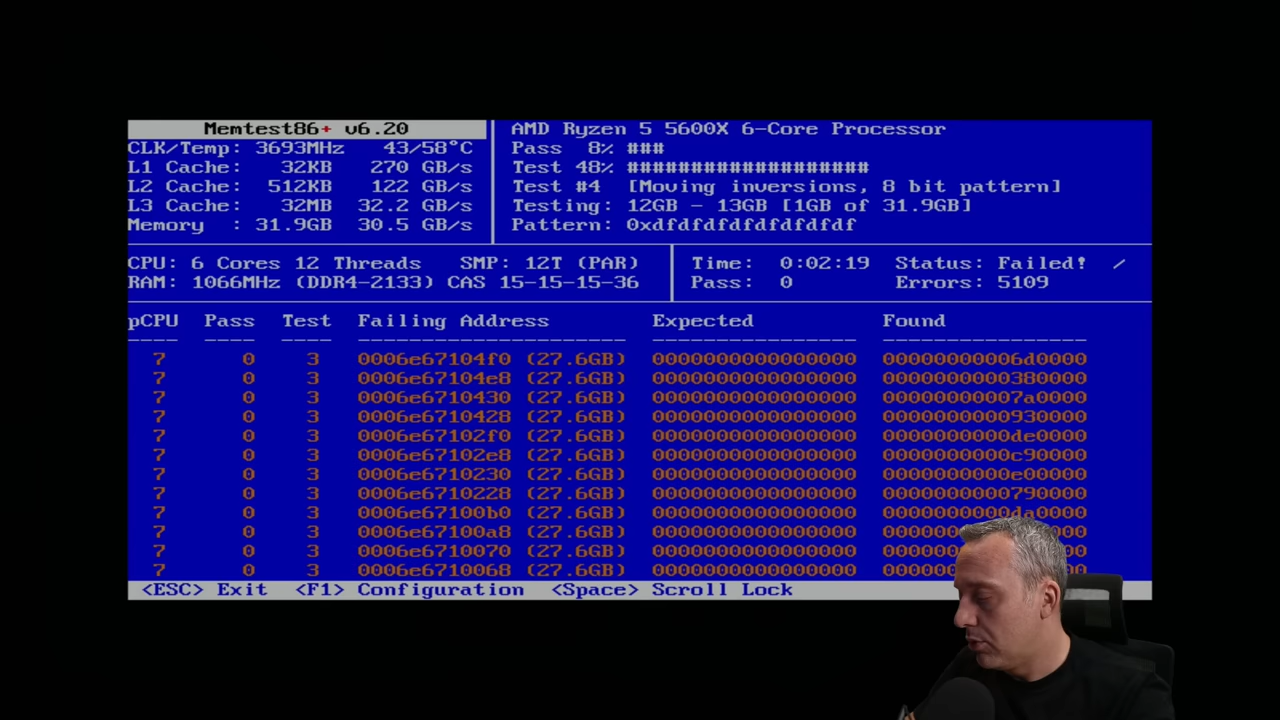 Memtest86+ v6.20
AMD Ryzen 5 5600X 6-Core Processor
CLK/Temp: 3693MHz 43/58°C
Pass 8% ###
L1 Cache: 32KB 270 GB/s
Test 48% ###################
L2 Cache: 512KB 122 GB/s
Test #4 [Moving inversions, 8 bit pattern]
L3 Cache: 32MB 32.2 GB/s
Testing: 12GB - 13GB [1GB of 31.9GB]
Memory : 31.9GB 30.5 GB/s
Pattern: 0xdfdfdfdfdfdfdfdf
CPU: 6 Cores 12 Threads SMP: 12T (PAR)
Time: 0:02:19 Status: Failed! /
RAM: 1066MHz (DDR4-2133) CAS 15-15-15-36
Pass: 0 Errors: 5109
pCPU Pass Test Failing Address Expected Found
7 0 3 0006e67104f0 (27.6GB) 0000000000000000 00000000006d0000
7 0 3 0006e67104e8 (27.6GB) 0000000000000000 0000000000380000
7 0 3 0006e6710430 (27.6GB) 0000000000000000 00000000007a0000
7 0 3 0006e6710428 (27.6GB) 0000000000000000 0000000000930000
7 0 3 0006e67102f0 (27.6GB) 0000000000000000 0000000000de0000
7 0 3 0006e67102e8 (27.6GB) 0000000000000000 0000000000c90000
7 0 3 0006e6710230 (27.6GB) 0000000000000000 0000000000e00000
7 0 3 0006e6710228 (27.6GB) 0000000000000000 0000000000790000
7 0 3 0006e67100b0 (27.6GB) 0000000000000000 0000000000da0000
7 0 3 0006e67100a8 (27.6GB) 0000000000000000
7 0 3 0006e6710070 (27.6GB) 0000000000000000
7 0 3 0006e6710068 (27.6GB) 0000000000000000
<ESC> Exit <F1> Configuration <Space> Scroll Lock